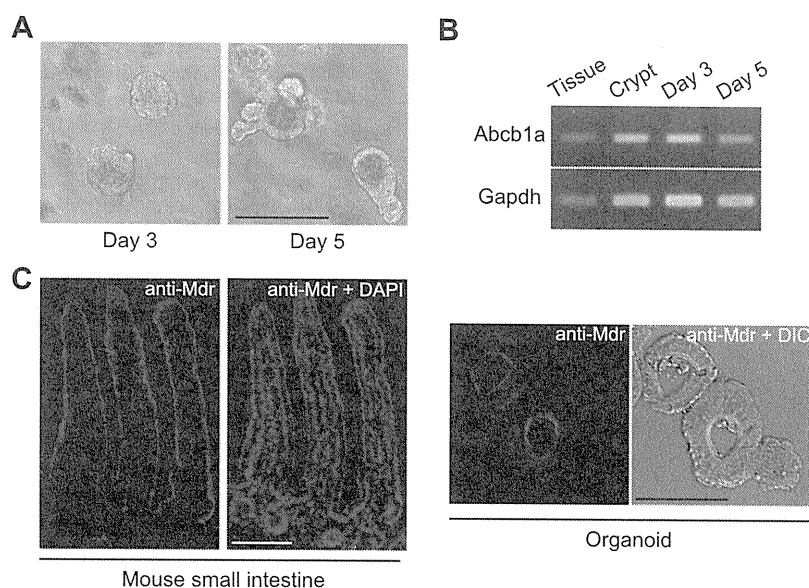 A
Day 3
Day 5
B
Tissue
Crypt
Day 3
Day 5
Abcb1a
Gapdh
C
anti-Mdr
anti-Mdr + DAPI
Mouse small intestine
anti-Mdr
anti-Mdr + DIC
Organoid